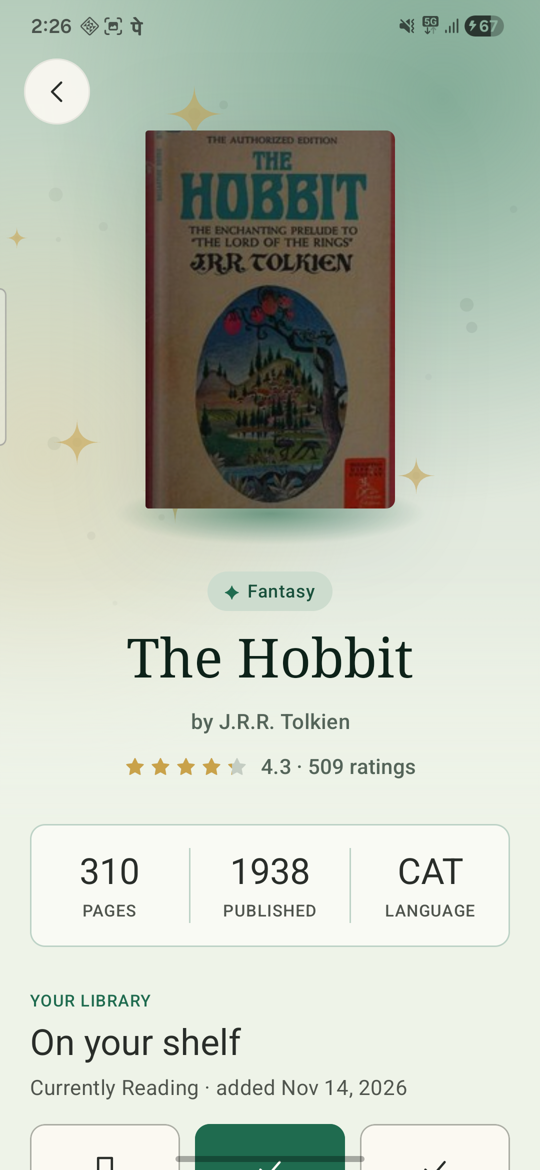 2:26 पे 5G 67
THE AUTHORIZED EDITION
THE
HOBBIT
THE ENCHANTING PRELUDE TO
"THE LORD OF THE RINGS"
J.R.R. TOLKIEN
Fantasy
The Hobbit
by J.R.R. Tolkien
4.3 · 509 ratings
310 1938 CAT
PAGES PUBLISHED LANGUAGE
YOUR LIBRARY
On your shelf
Currently Reading · added Nov 14, 2026